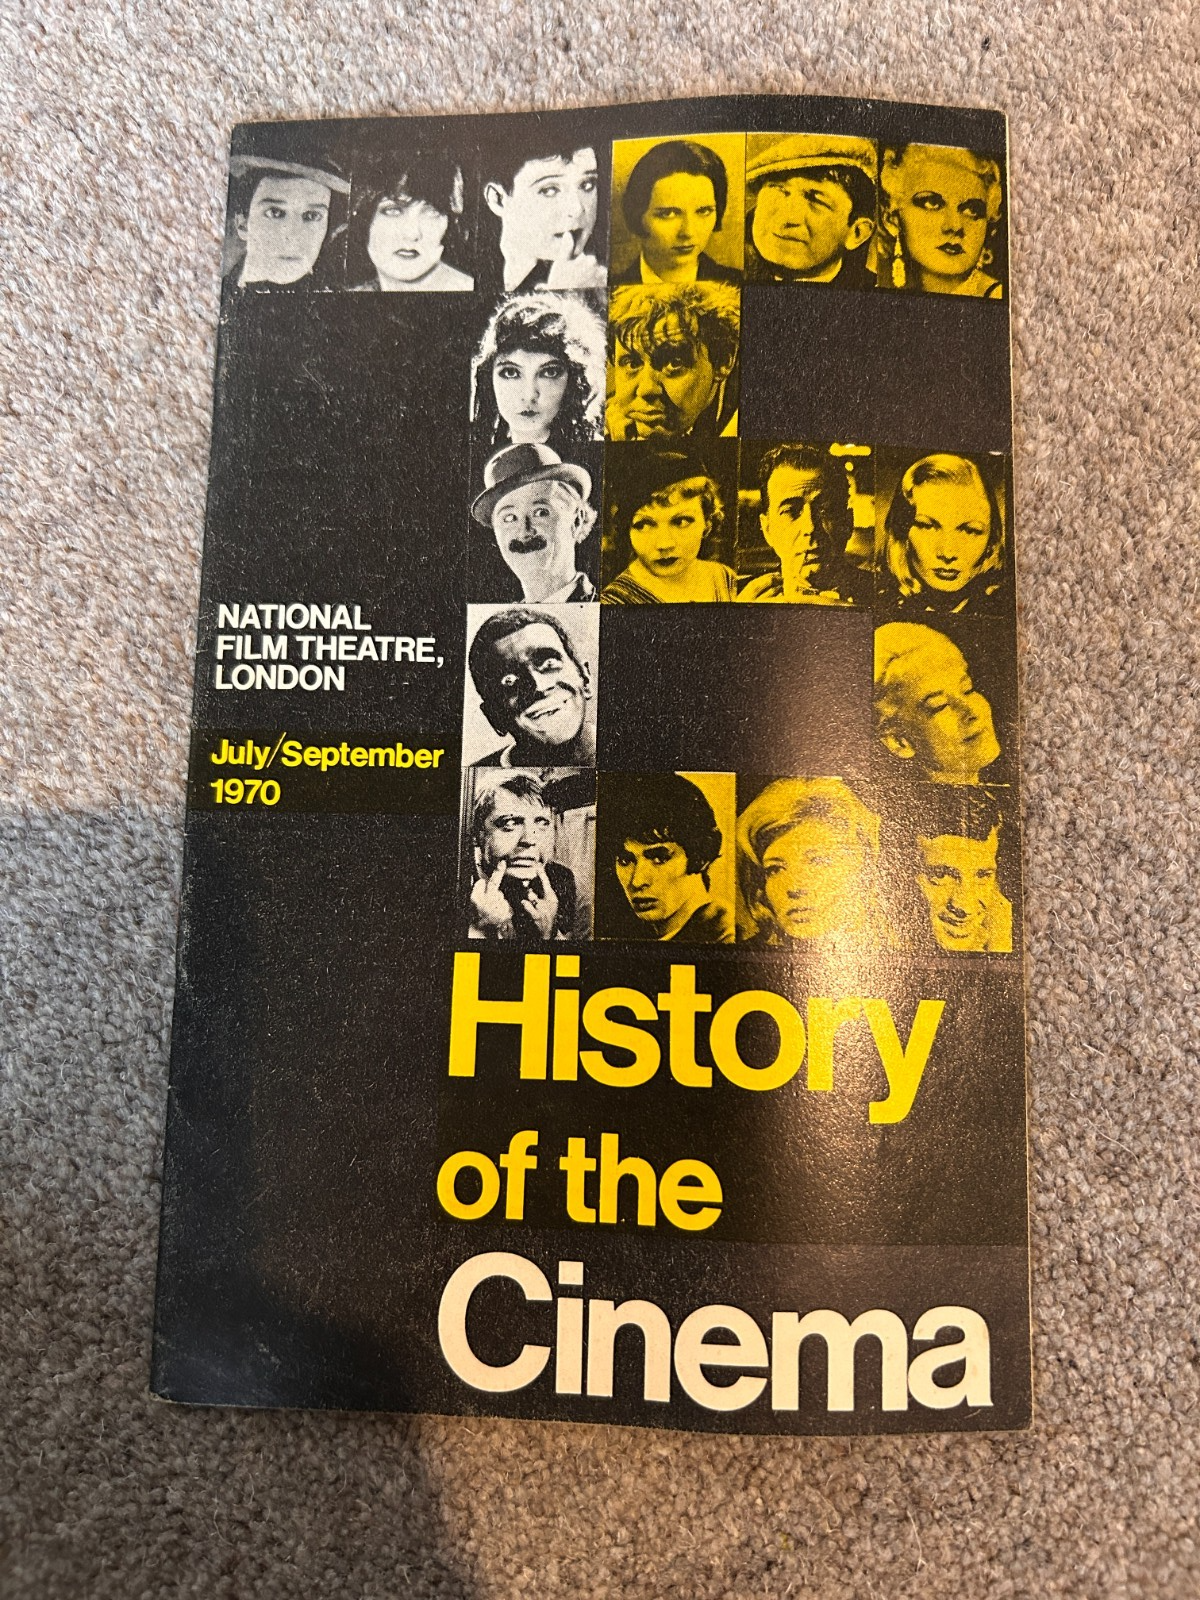 NATIONAL
FILM THEATRE,
LONDON
July/September
1970
History
of the
Cinema